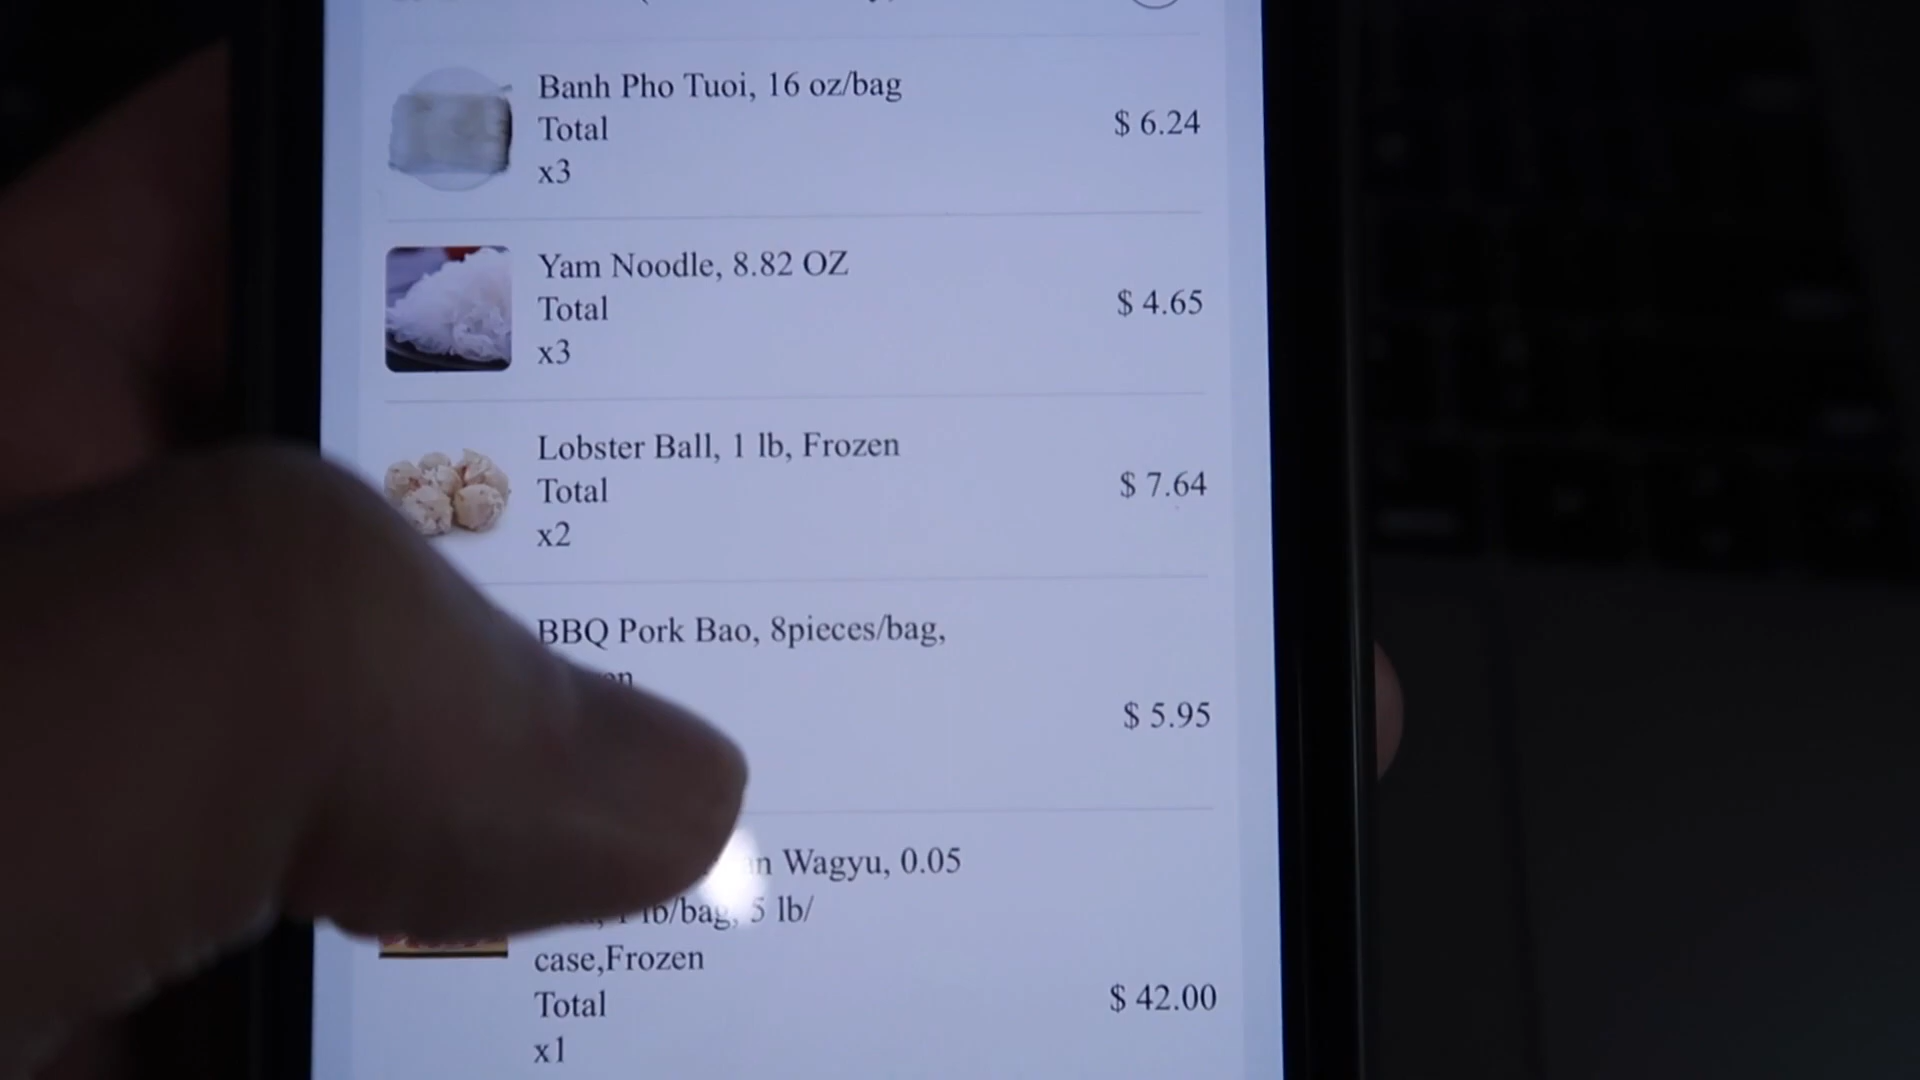 Banh Pho Tuoi, 16 oz/bag
Total
x3
$ 6.24
Yam Noodle, 8.82 OZ
Total
x3
$ 4.65
Lobster Ball, 1 lb, Frozen
Total
x2
$ 7.64
BBQ Pork Bao, 8pieces/bag,
$ 5.95
Wagyu, 0.05
lb/bag, 5 lb/
case,Frozen
Total
x1
$ 42.00